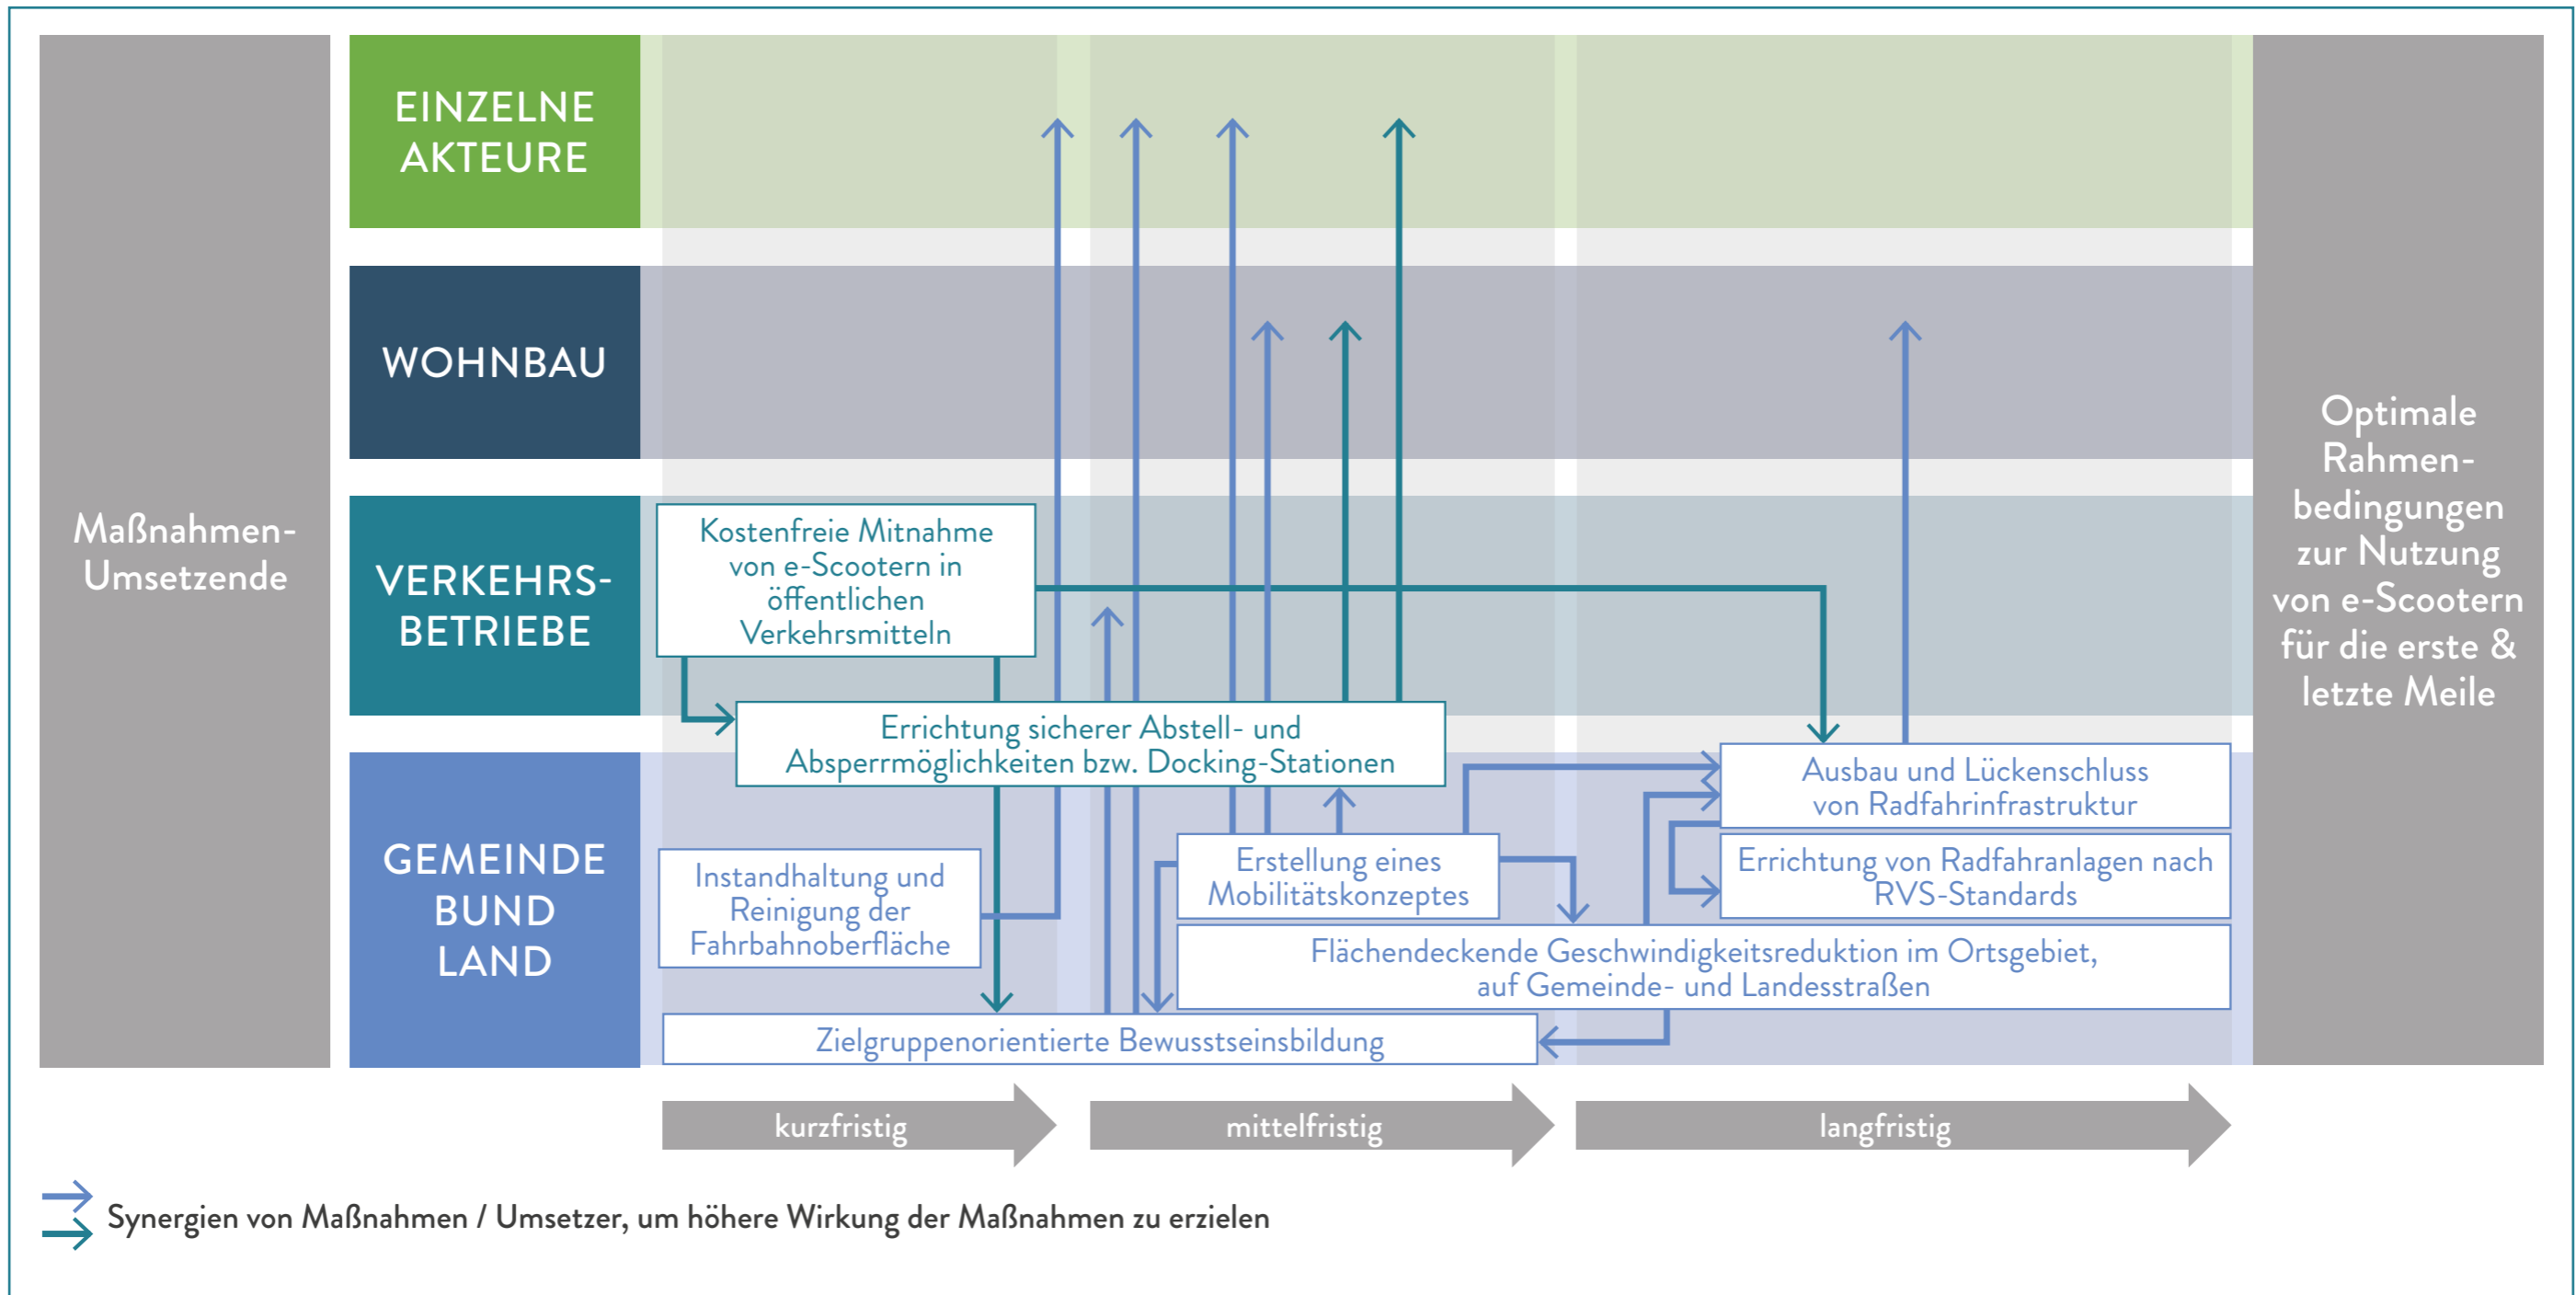 Maßnahmen-
Umsetzende
EINZELNE
AKTEURE
WOHNBAU
VERKEHRS-
BETRIEBE
GEMEINDE
BUND
LAND
Kostenfreie Mitnahme
von e-Scootern in
öffentlichen
Verkehrsmitteln
Errichtung sicherer Abstell- und
Absperrmöglichkeiten bzw. Docking-Stationen
Instandhaltung und
Reinigung der
Fahrbahnoberfläche
Erstellung eines
Mobilitätskonzeptes
Ausbau und Lückenschluss
von Radfahrinfrastruktur
Errichtung von Radfahranlagen nach
RVS-Standards
Flächendeckende Geschwindigkeitsreduktion im Ortsgebiet,
auf Gemeinde- und Landesstraßen
Zielgruppenorientierte Bewusstseinsbildung
Optimale
Rahmen-
bedingungen
zur Nutzung
von e-Scootern
für die erste &
letzte Meile
kurzfristig
mittelfristig
langfristig
Synergien von Maßnahmen / Umsetzer, um höhere Wirkung der Maßnahmen zu erzielen